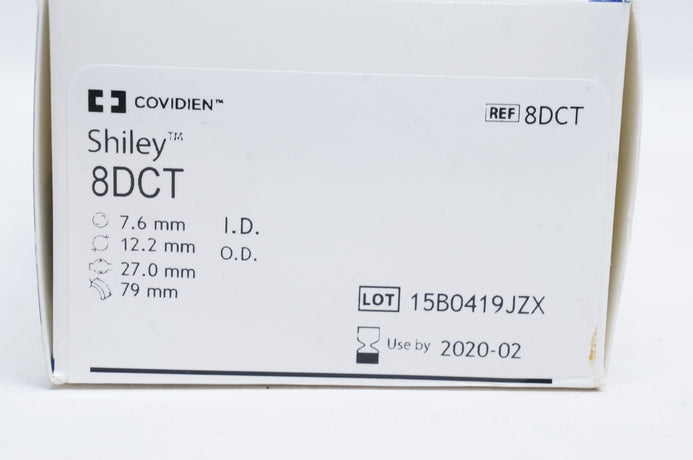 COVIDIEN™
REF 8DCT
Shiley™
8DCT
7.6 mm I.D.
12.2 mm O.D.
27.0 mm
79 mm
LOT 15B0419JZX
Use by 2020-02